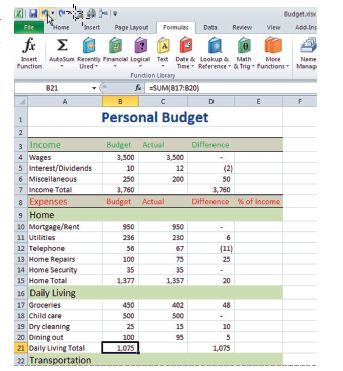 Budget.xlsx
File Home Insert Page Layout Formulas Data Review View Add-Ins
fx Σ
Insert Function AutoSum Recently Used Financial Logical Text Date & Time Lookup & Reference Math & Trig More Functions Name Manag
Function Library
B21 fx =SUM(B17:B20)
A B C D E F
1 Personal Budget
2
3 Income Budget Actual Difference
4 Wages 3,500 3,500 -
5 Interest/Dividends 10 12 (2)
6 Miscellaneous 250 200 50
7 Income Total 3,760 3,760
8 Expenses Budget Actual Difference % of Income
9 Home
10 Mortgage/Rent 950 950 -
11 Utilities 236 230 6
12 Telephone 56 67 (11)
13 Home Repairs 100 75 25
14 Home Security 35 35 -
15 Home Total 1,377 1,357 20
16 Daily Living
17 Groceries 450 402 48
18 Child care 500 500 -
19 Dry cleaning 25 15 10
20 Dining out 100 95 5
21 Daily Living Total 1,075 1,075
22 Transportation